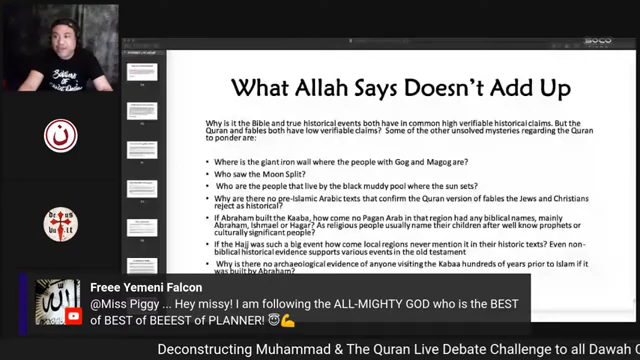 What Allah Says Doesn't Add Up
Why is it the Bible and true historical events both have in common high verifiable historical claims. But the
Quran and fables both have low verifiable claims? Some of the other unsolved mysteries regarding the Quran
to ponder are:
• Where is the giant iron wall where the people with Gog and Magog are?
• Who saw the Moon Split?
• Who are the people that live by the black muddy pool where the sun sets?
• Why are there no pre-Islamic Arabic texts that confirm the Quran version of fables the Jews and Christians
reject as historical?
• If Abraham built the Kaaba, how come no Pagan Arab in that region had any biblical names, mainly
Abraham, Ishmael or Hagar? As religious people usually name their children after well know prophets or
culturally significant people?
• If the Hajj was such a big event how come local regions never mention it in their historic texts? Even non-
biblical historical evidence supports various events in the old testament
• Why is there no archaeological evidence of anyone visiting the Kabaa hundreds of years prior to Islam if it
was built by Abraham?
Freee Yemeni Falcon
@Miss Piggy ... Hey missy! I am following the ALL-MIGHTY GOD who is the BEST
of BEST of BEEEST of PLANNER! 😇💪
Deconstructing Muhammad & The Quran Live Debate Challenge to all Dawah